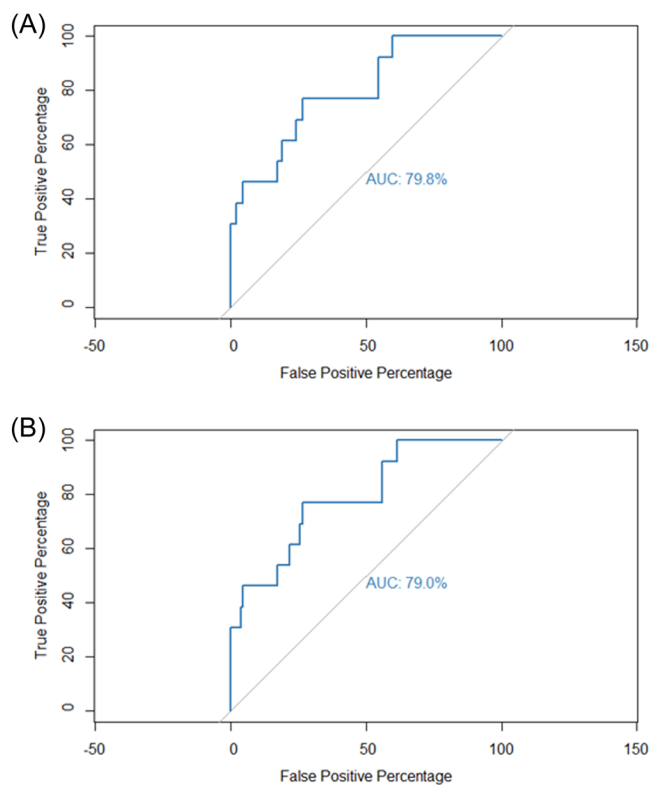 (A)
100
80
60
40
20
0
True Positive Percentage
AUC: 79.8%
-50 0 50 100 150
False Positive Percentage
(B)
100
80
60
40
20
0
True Positive Percentage
AUC: 79.0%
-50 0 50 100 150
False Positive Percentage